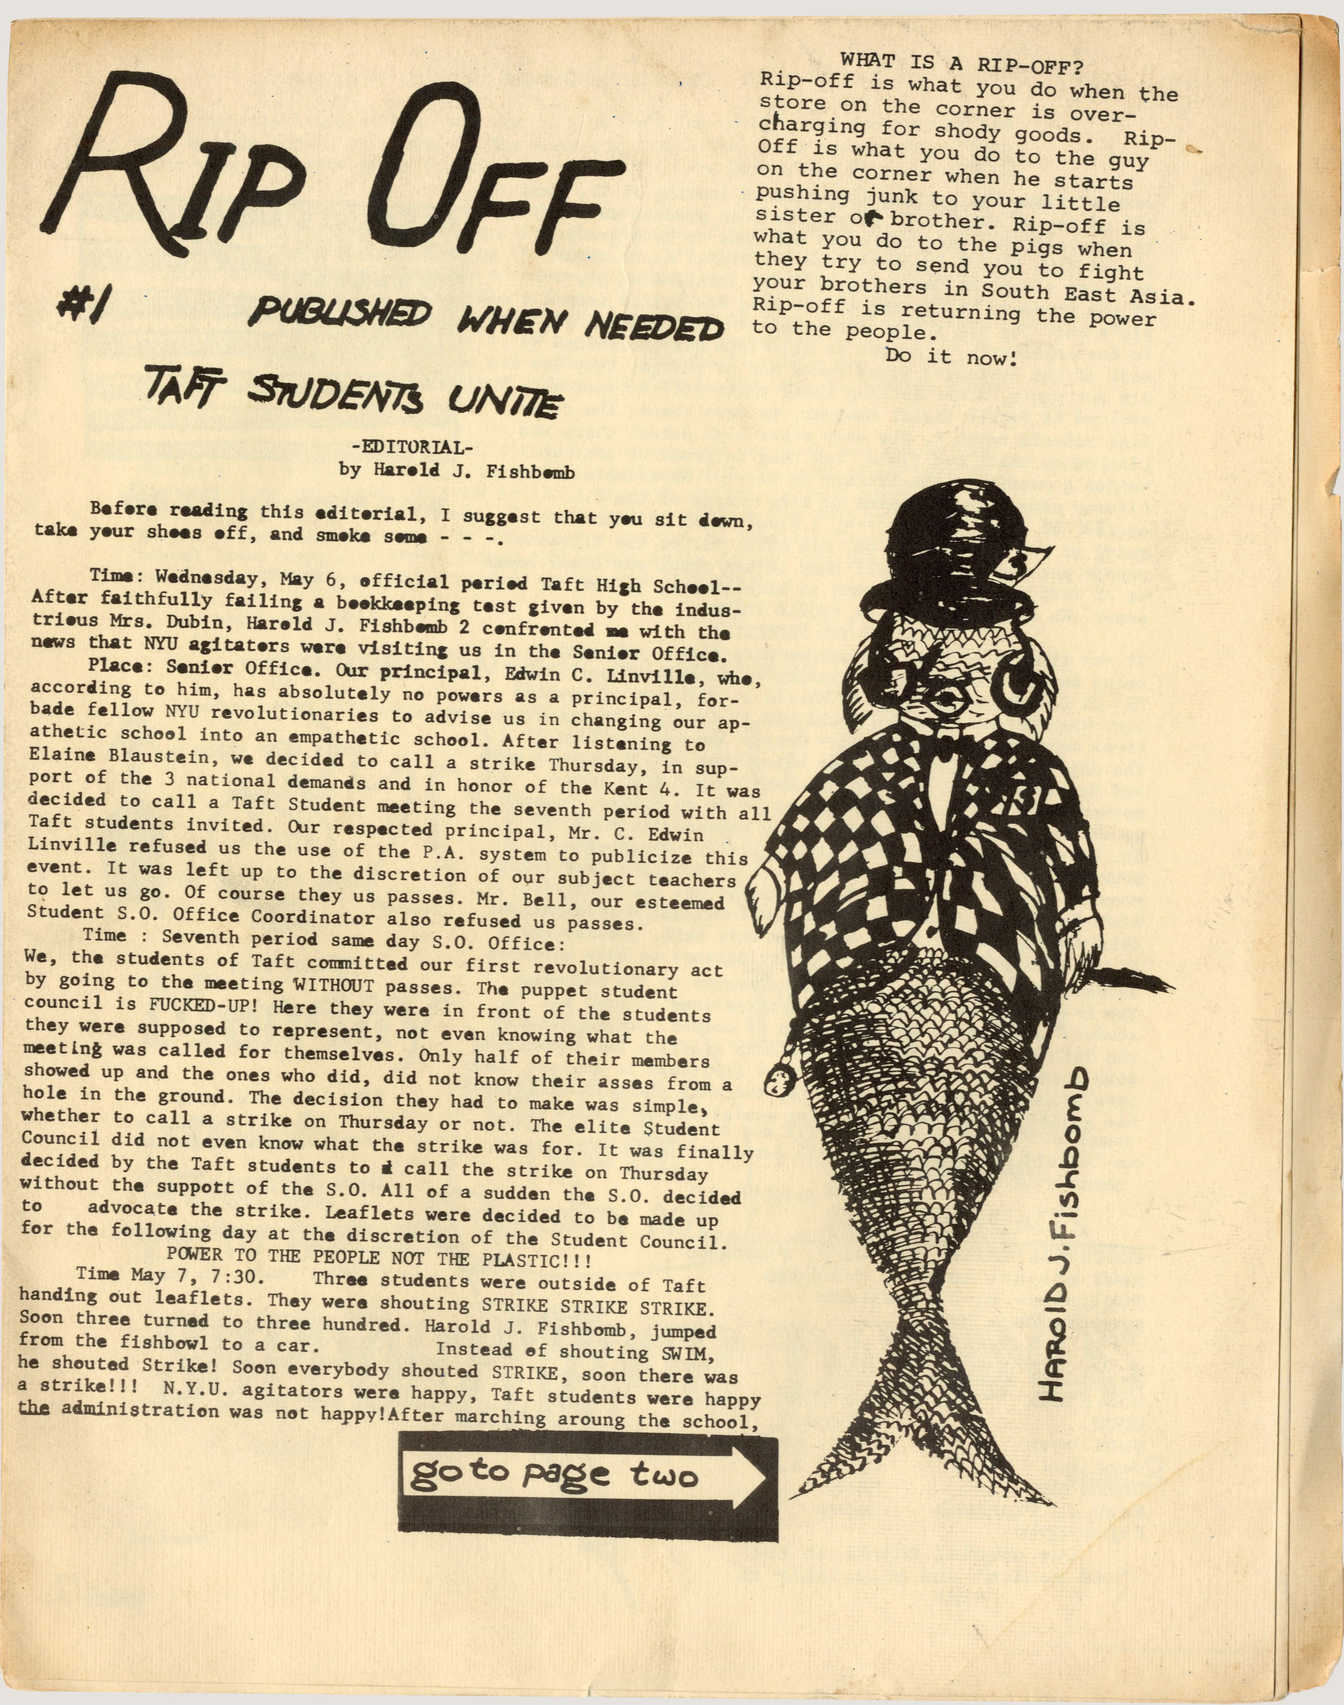 RIP OFF
#1 PUBLISHED WHEN NEEDED
TAFT STUDENTS UNITE
WHAT IS A RIP-OFF?
Rip-off is what you do when the
store on the corner is over-
charging for shody goods. Rip-
Off is what you do to the guy
on the corner when he starts
pushing junk to your little
sister or brother. Rip-off is
what you do to the pigs when
they try to send you to fight
your brothers in South East Asia.
Rip-off is returning the power
to the people.
Do it now!
-EDITORIAL-
by Harold J. Fishbomb
Before reading this editorial, I suggest that you sit down,
take your shoes off, and smoke some - - -.
Time: Wednesday, May 6, official period Taft High School--
After faithfully failing a bookkeeping test given by the indus-
trious Mrs. Dubin, Harold J. Fishbomb 2 confronted me with the
news that NYU agitators were visiting us in the Senior Office.
Place: Senior Office. Our principal, Edwin C. Linville, who,
according to him, has absolutely no powers as a principal, for-
bade fellow NYU revolutionaries to advise us in changing our ap-
athetic school into an empathetic school. After listening to
Elaine Blaustein, we decided to call a strike Thursday, in sup-
port of the 3 national demands and in honor of the Kent 4. It was
decided to call a Taft Student meeting the seventh period with all
Taft students invited. Our respected principal, Mr. C. Edwin
Linville refused us the use of the P.A. system to publicize this
event. It was left up to the discretion of our subject teachers
to let us go. Of course they us passes. Mr. Bell, our esteemed
Student S.O. Office Coordinator also refused us passes.
Time : Seventh period same day S.O. Office:
We, the students of Taft committed our first revolutionary act
by going to the meeting WITHOUT passes. The puppet student
council is FUCKED-UP! Here they were in front of the students
they were supposed to represent, not even knowing what the
meeting was called for themselves. Only half of their members
showed up and the ones who did, did not know their asses from a
hole in the ground. The decision they had to make was simple,
whether to call a strike on Thursday or not. The elite Student
Council did not even know what the strike was for. It was finally
decided by the Taft students to call the strike on Thursday
without the suppott of the S.O. All of a sudden the S.O. decided
to advocate the strike. Leaflets were decided to be made up
for the following day at the discretion of the Student Council.
POWER TO THE PEOPLE NOT THE PLASTIC!!!
Time May 7, 7:30. Three students were outside of Taft
handing out leaflets. They were shouting STRIKE STRIKE STRIKE.
Soon three turned to three hundred. Harold J. Fishbomb, jumped
from the fishbowl to a car. Instead of shouting SWIM,
he shouted Strike! Soon everybody shouted STRIKE, soon there was
a strike!!! N.Y.U. agitators were happy, Taft students were happy
the administration was not happy!After marching aroung the school,
go to page two
HAROLD J. Fishbomb